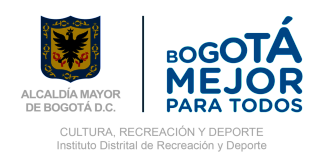 ALCALDÍA MAYOR
DE BOGOTÁ D.C.
BOGOTÁ
MEJOR
PARA TODOS
CULTURA, RECREACIÓN Y DEPORTE
Instituto Distrital de Recreación y Deporte